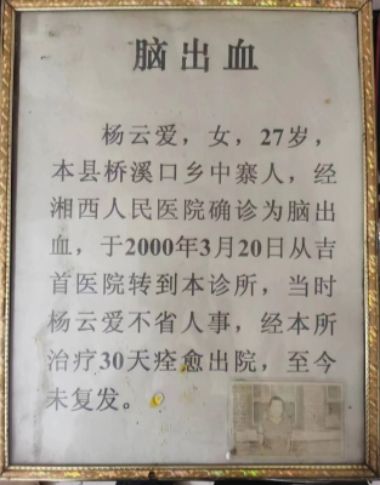 脑出血
杨云爱，女，27岁，
本县桥溪口乡中寨人，经
湘西人民医院确诊为脑出
血，于2000年3月20日从吉
首医院转到本诊所，当时
杨云爱不省人事，经本所
治疗30天痊愈出院，至今
未复发。